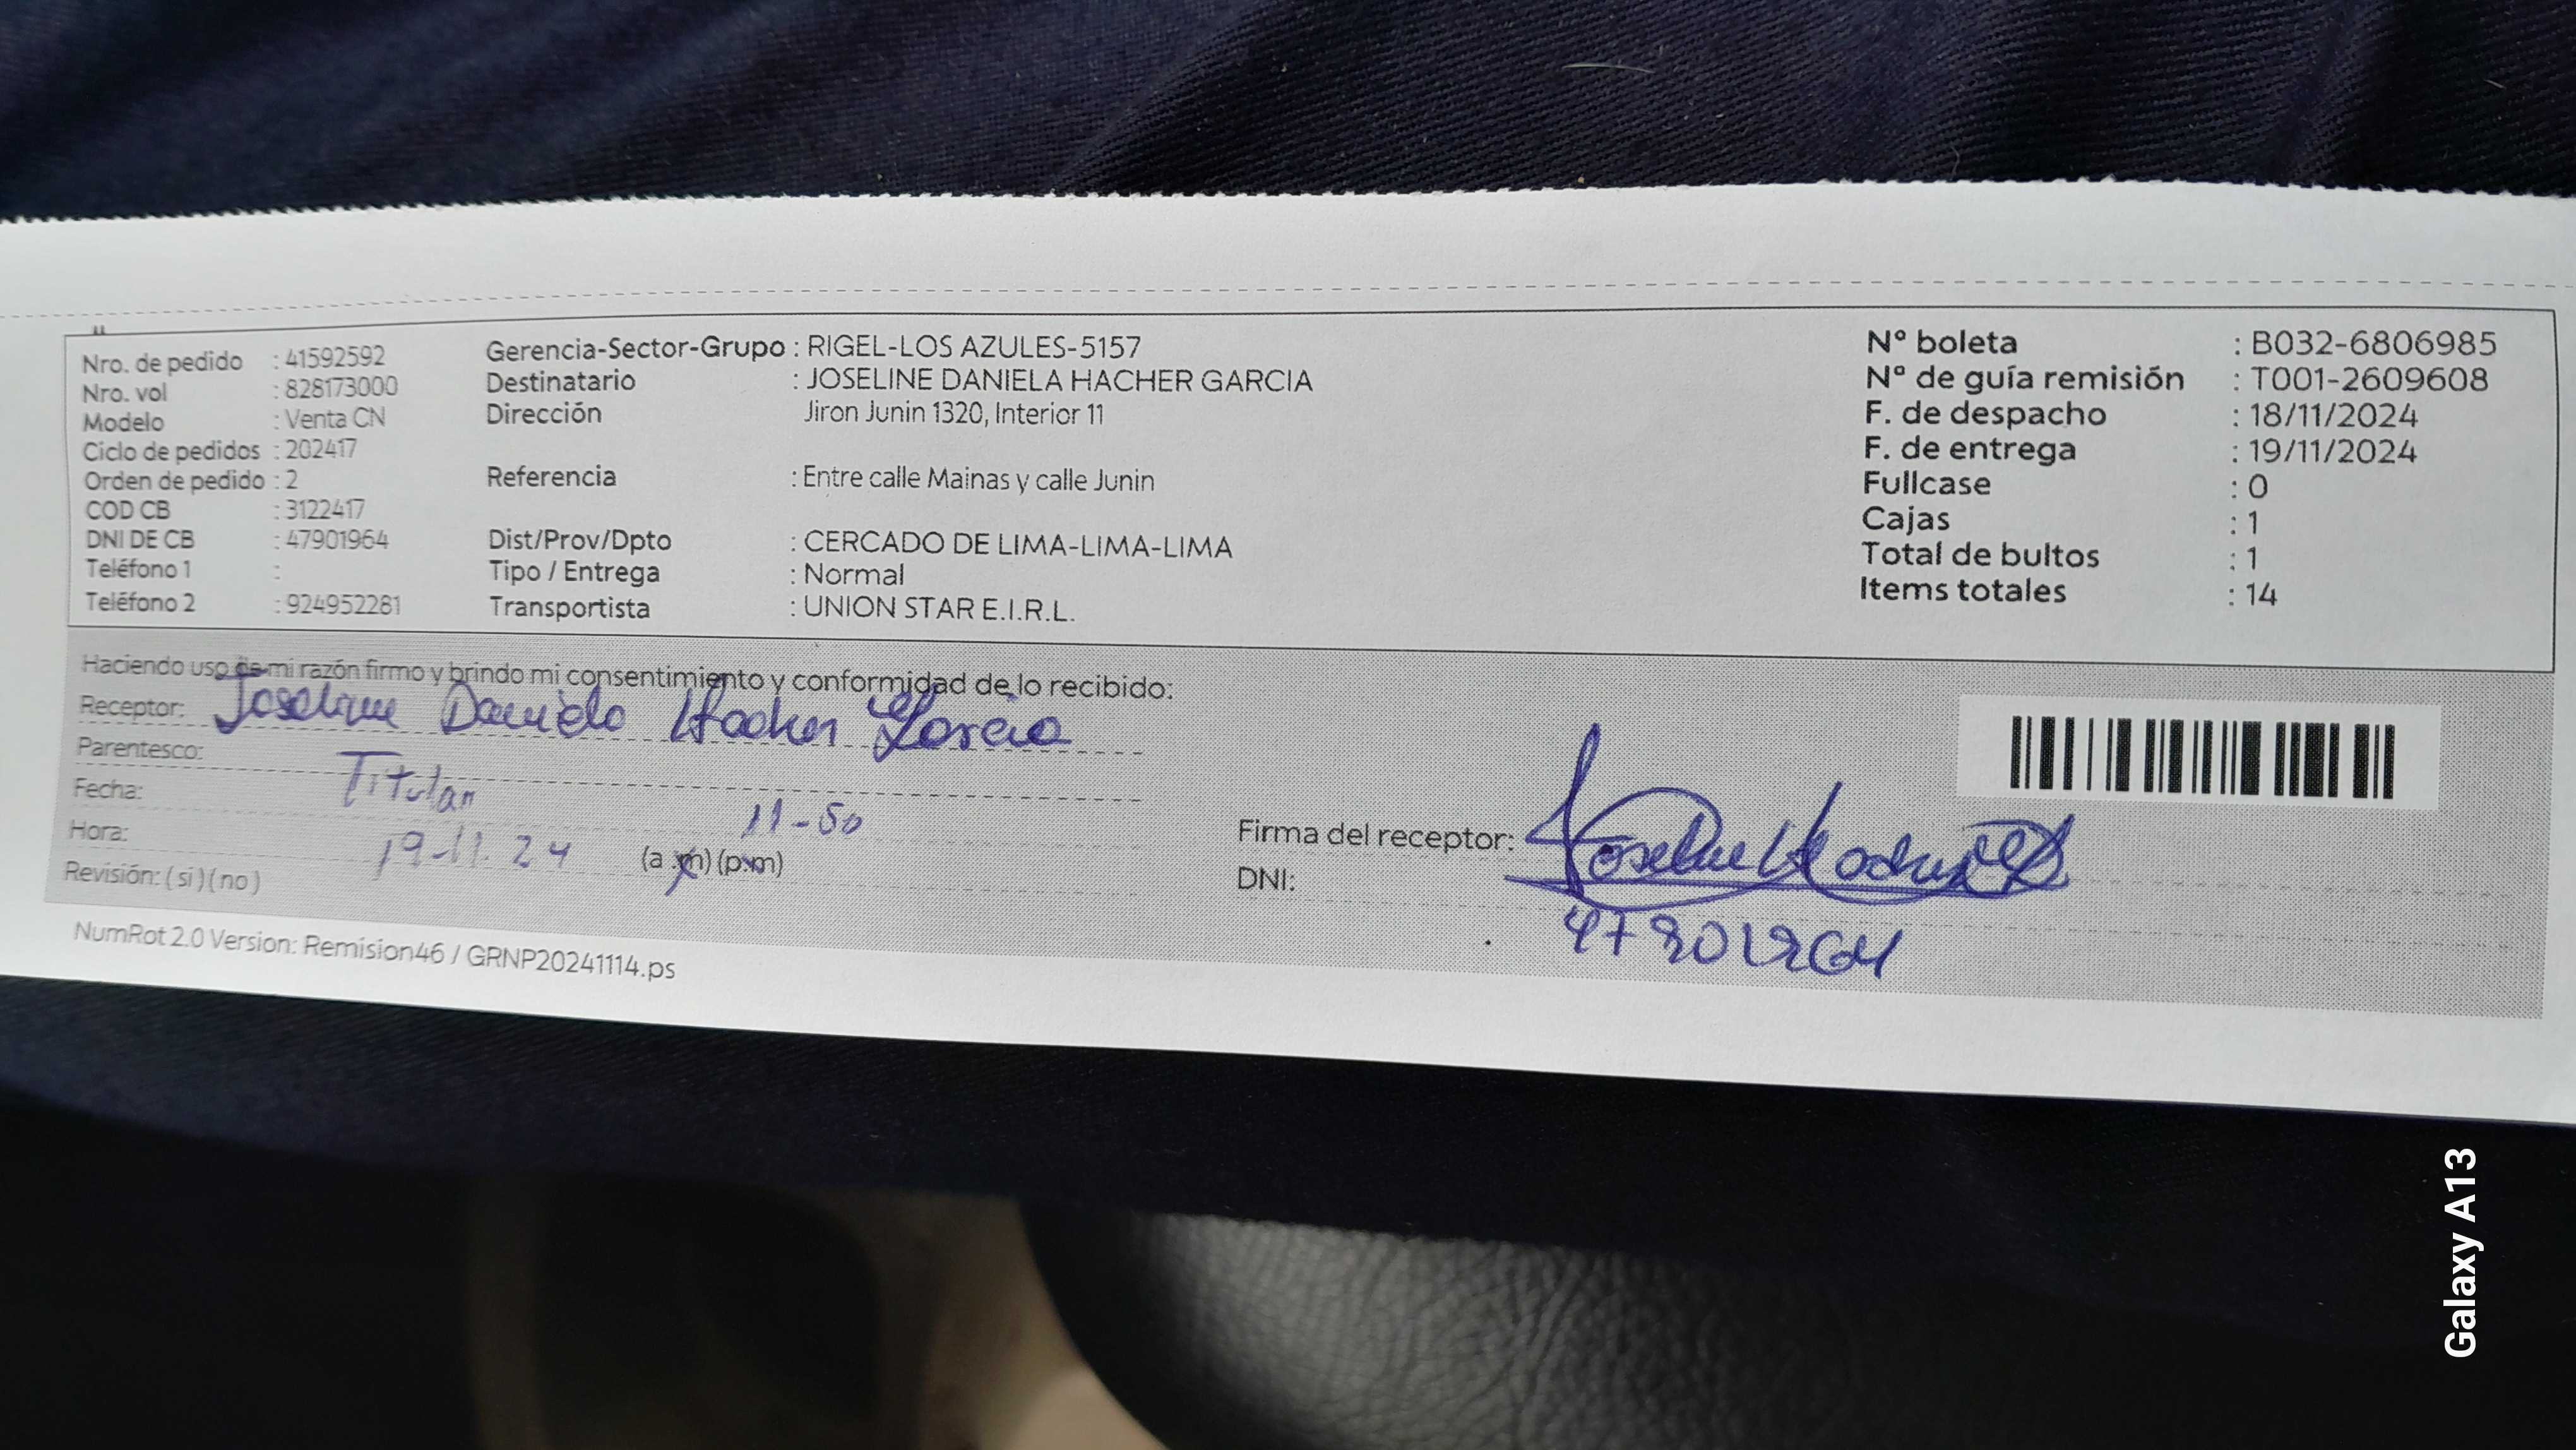 Nro. de pedido : 41592592
Nro. vol : 828173000
Modelo : Venta CN
Ciclo de pedidos : 202417
Orden de pedido : 2
COD CB : 3122417
DNI DE CB : 47901964
Teléfono 1 :
Teléfono 2 : 924952281
Gerencia-Sector-Grupo : RIGEL-LOS AZULES-5157
Destinatario : JOSELINE DANIELA HACHER GARCIA
Dirección Jiron Junin 1320, Interior 11
Referencia : Entre calle Mainas y calle Junin
Dist/Prov/Dpto : CERCADO DE LIMA-LIMA-LIMA
Tipo / Entrega : Normal
Transportista : UNION STAR E.I.R.L.
Nº boleta : B032-6806985
Nº de guía remisión : T001-2609608
F. de despacho : 18/11/2024
F. de entrega : 19/11/2024
Fullcase : 0
Cajas : 1
Total de bultos : 1
Items totales : 14
Haciendo uso de mi razón firmo y brindo mi consentimiento y conformidad de lo recibido:
Receptor: Joseline Daniela Hacher Garcia
Parentesco: Titular
Fecha: 19-11-24
Hora: 11-50 (a.m) (p.m)
Revisión: (si) (no)
Firma del receptor: Joseline Hacher G
DNI: 47901964
NumRot 2.0 Version: Remision46 / GRNP20241114.ps
Galaxy A13